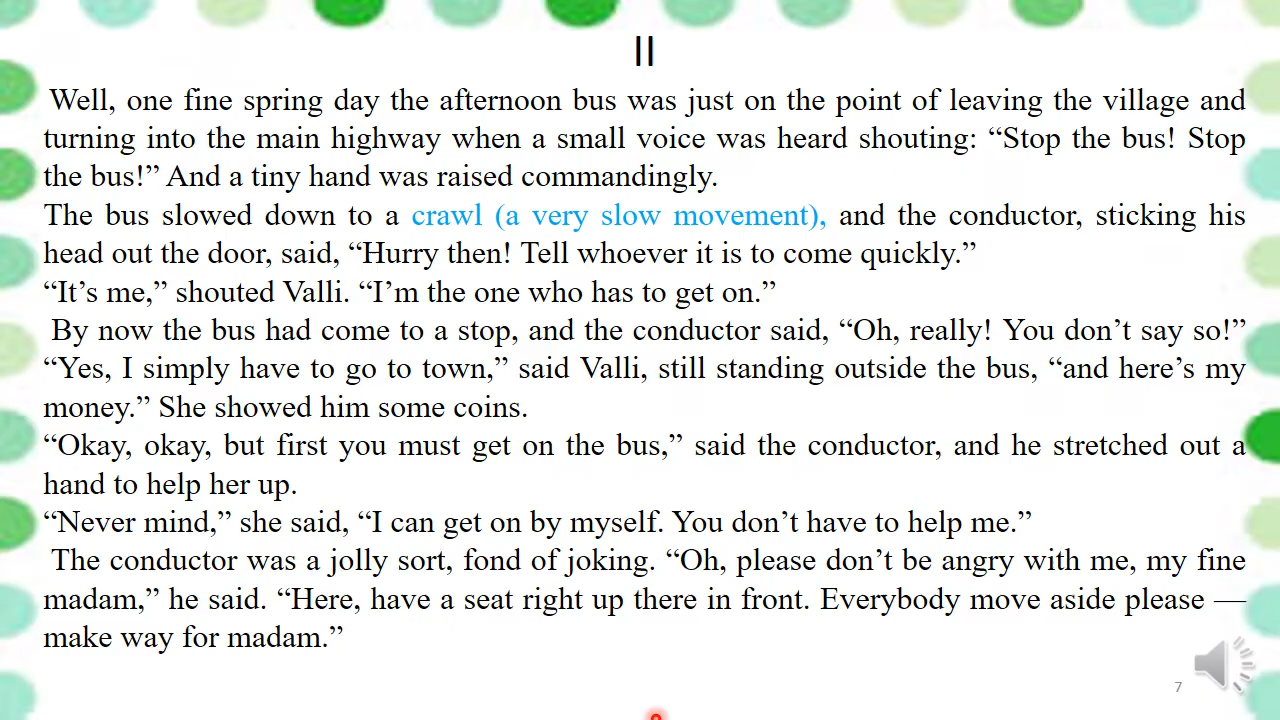 II
Well, one fine spring day the afternoon bus was just on the point of leaving the village and
turning into the main highway when a small voice was heard shouting: “Stop the bus! Stop
the bus!” And a tiny hand was raised commandingly.
The bus slowed down to a crawl (a very slow movement), and the conductor, sticking his
head out the door, said, “Hurry then! Tell whoever it is to come quickly.”
“It’s me,” shouted Valli. “I’m the one who has to get on.”
By now the bus had come to a stop, and the conductor said, “Oh, really! You don’t say so!”
“Yes, I simply have to go to town,” said Valli, still standing outside the bus, “and here’s my
money.” She showed him some coins.
“Okay, okay, but first you must get on the bus,” said the conductor, and he stretched out a
hand to help her up.
“Never mind,” she said, “I can get on by myself. You don’t have to help me.”
The conductor was a jolly sort, fond of joking. “Oh, please don’t be angry with me, my fine
madam,” he said. “Here, have a seat right up there in front. Everybody move aside please —
make way for madam.”
7